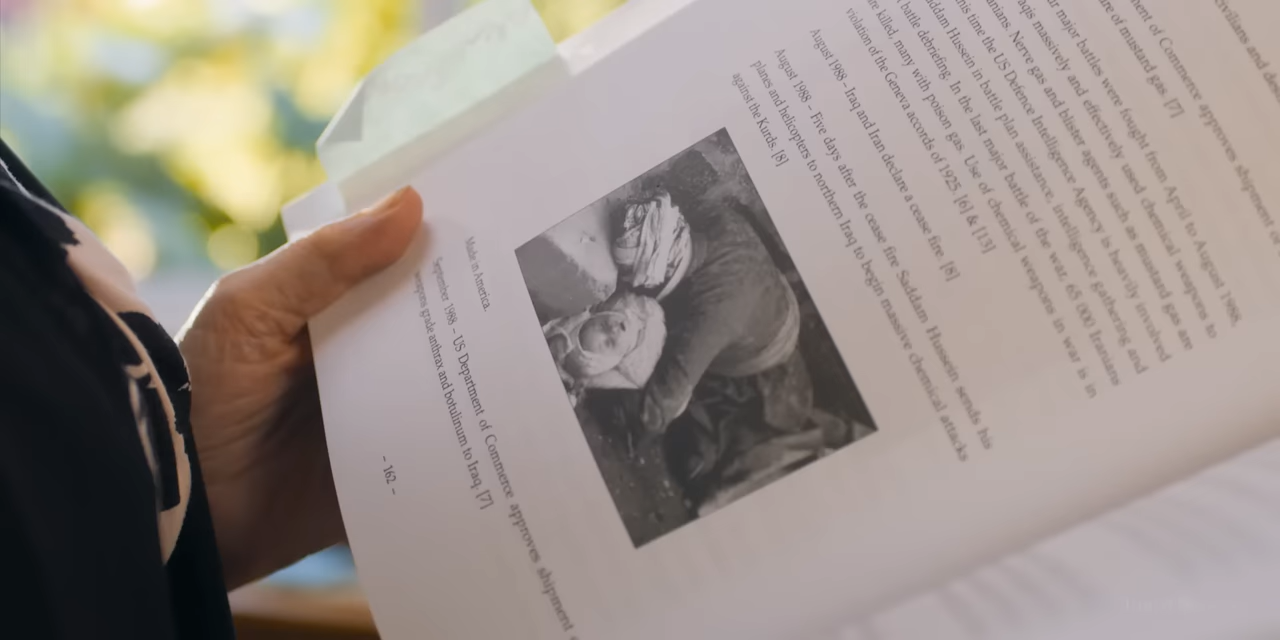 civilians and
ment of Commerce approves shipment
re of mustard gas. [7]
r major battles were fought from April to August 1988,
aqis massively and effectively used chemical weapons to
nians. Nerve gas and blister agents such as mustard gas are
his time the US Defence Intelligence Agency is heavily involved
addam Hussein in battle plan assistance, intelligence gathering and
battle debriefing. In the last major battle of the war, 65 000 Iranians
re killed, many with poison gas. Use of chemical weapons in war is in
violation of the Geneva accords of 1925. [6] & [13]
August 1988 – Iraq and Iran declare a cease fire. [8]
August 1988 – Five days after the cease fire Saddam Hussein sends his
planes and helicopters to northern Iraq to begin massive chemical attacks
against the Kurds. [8]
Made in America.
September 1988 – US Department of Commerce approves shipment
weapons grade anthrax and botulinum to Iraq. [7]
– 162 –